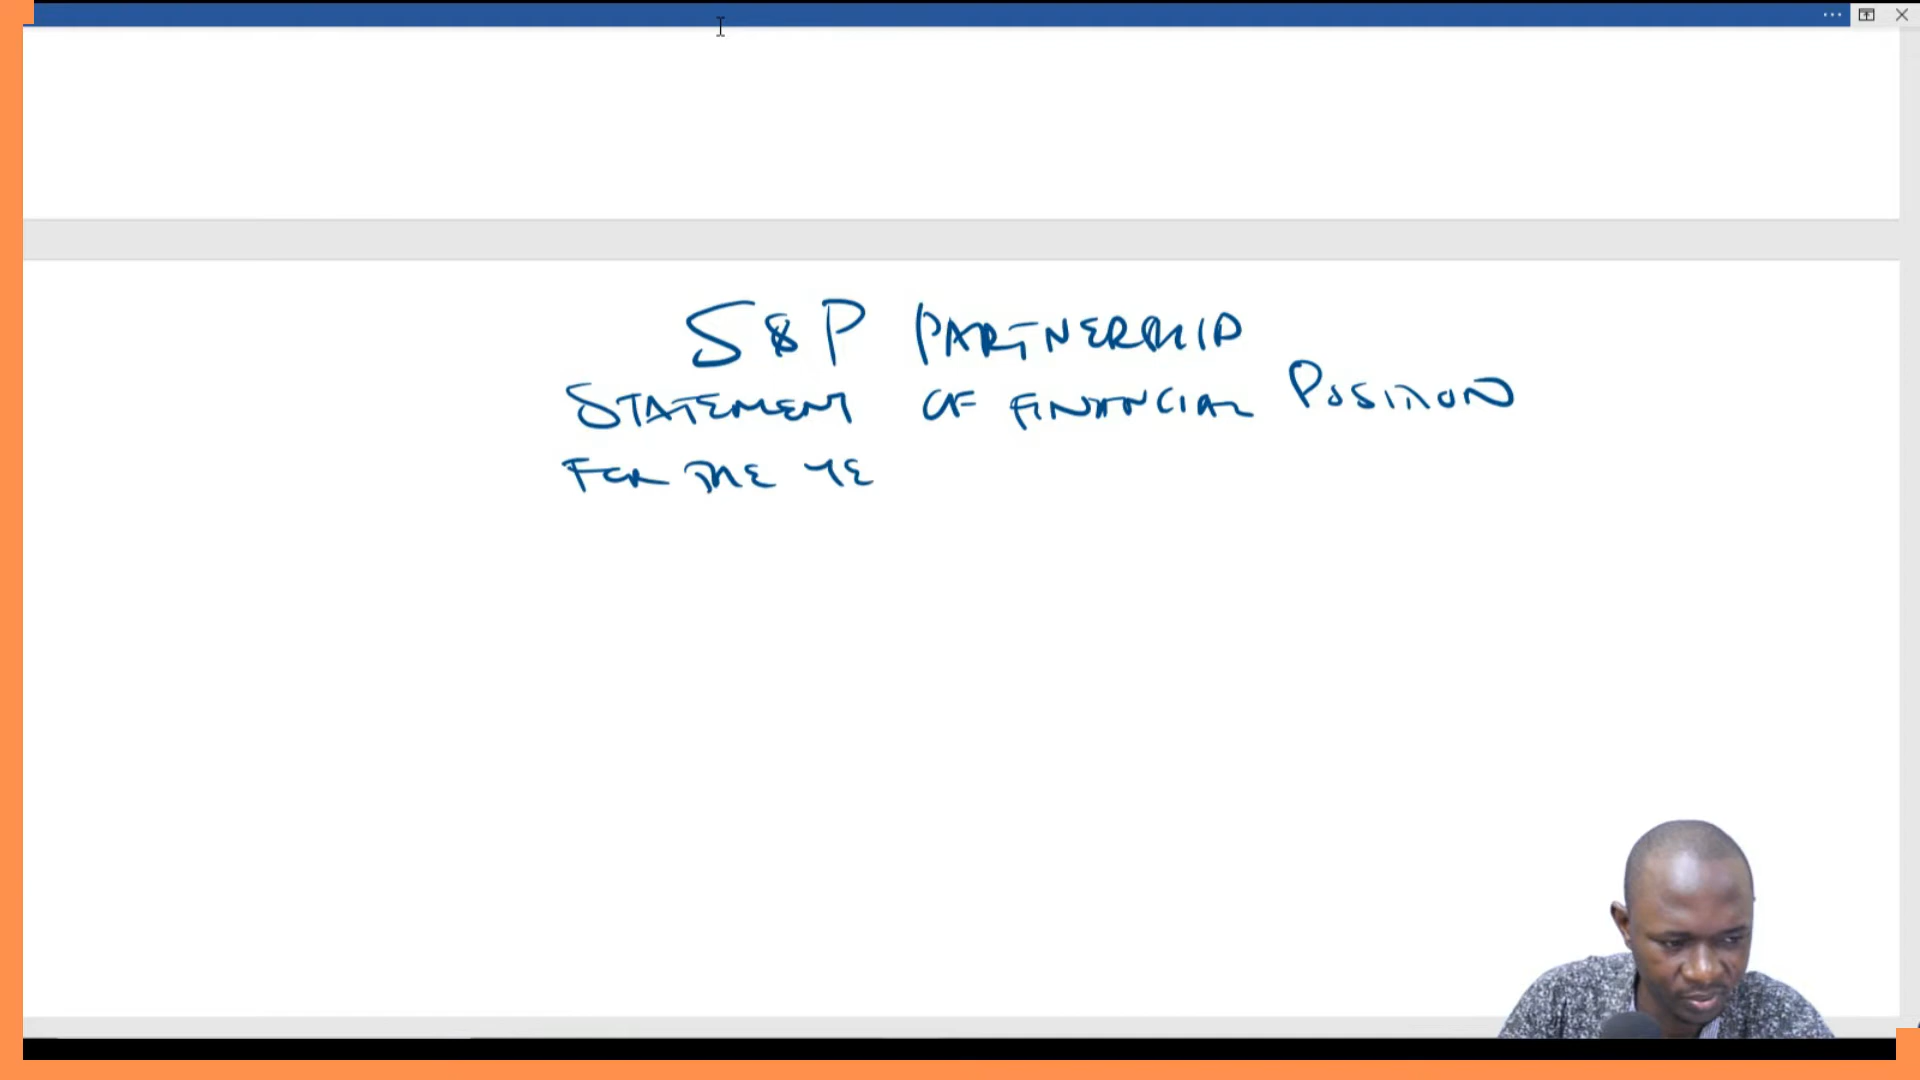 S & P PARTNERSHIP
STATEMENT OF FINANCIAL POSITION
FOR THE YE